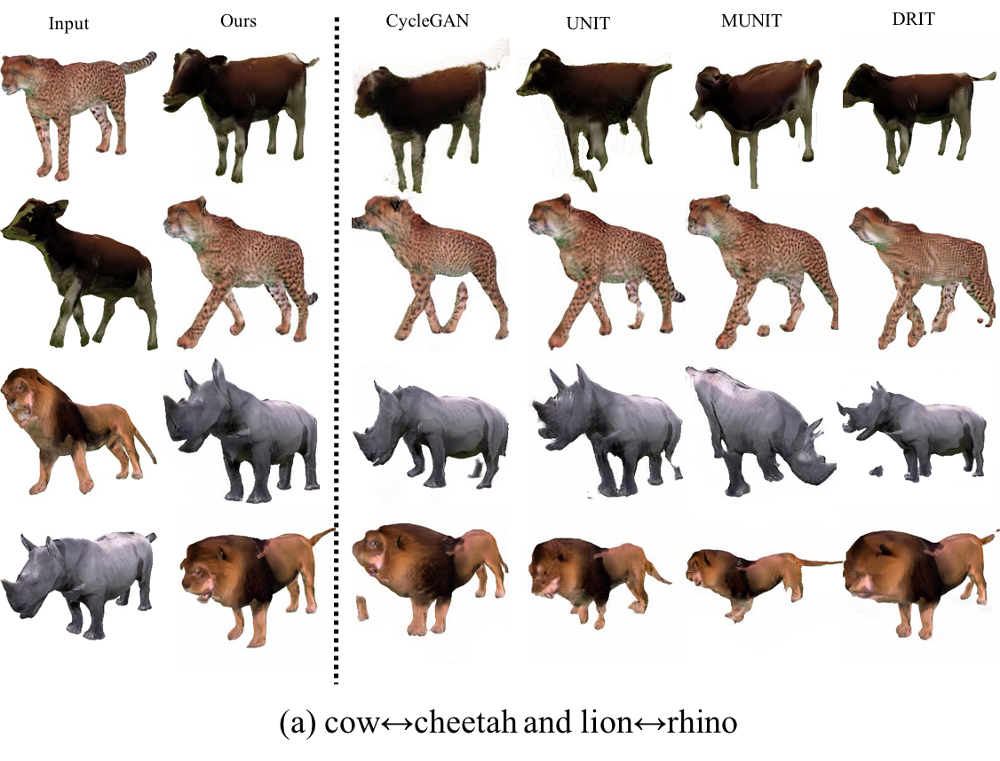 Input Ours CycleGAN UNIT MUNIT DRIT
(a) cow↔cheetah and lion↔rhino